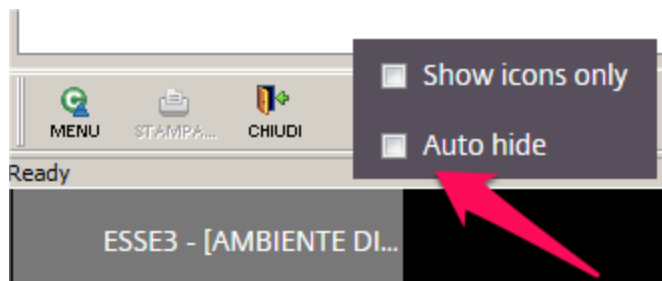 Show icons only
Auto hide
MENU
STAMPA...
CHIUDI
Ready
ESSE3 - [AMBIENTE DI...